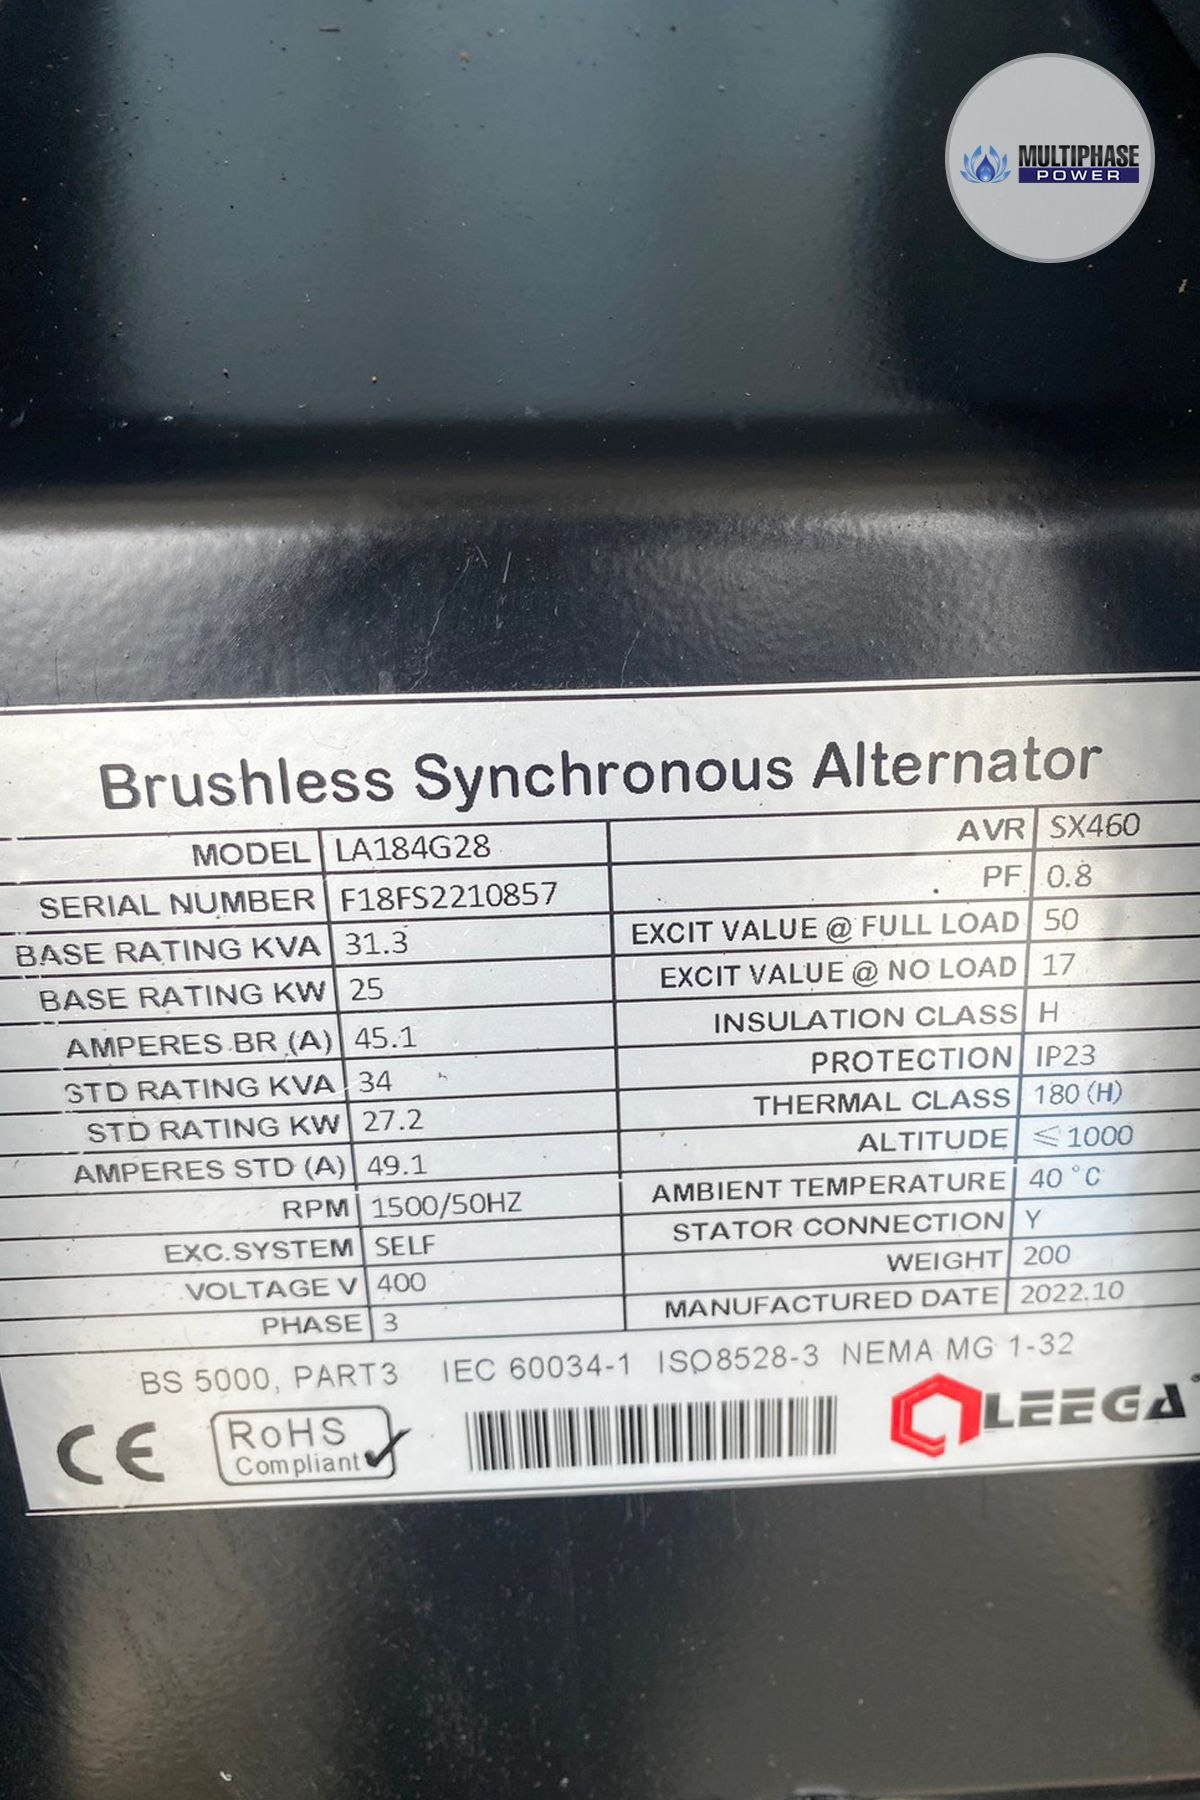 MULTIPHASE
POWER
Brushless Synchronous Alternator
MODEL LA184G28 AVR SX460
SERIAL NUMBER F18FS2210857 PF 0.8
BASE RATING KVA 31.3 EXCIT VALUE @ FULL LOAD 50
BASE RATING KW 25 EXCIT VALUE @ NO LOAD 17
AMPERES BR (A) 45.1 INSULATION CLASS H
STD RATING KVA 34 PROTECTION IP23
STD RATING KW 27.2 THERMAL CLASS 180 (H)
AMPERES STD (A) 49.1 ALTITUDE ≤1000
RPM 1500/50HZ AMBIENT TEMPERATURE 40 °C
EXC.SYSTEM SELF STATOR CONNECTION Y
VOLTAGE V 400 WEIGHT 200
PHASE 3 MANUFACTURED DATE 2022.10
BS 5000, PART3 IEC 60034-1 ISO8528-3 NEMA MG 1-32
CE RoHS LEEGA
Compliant